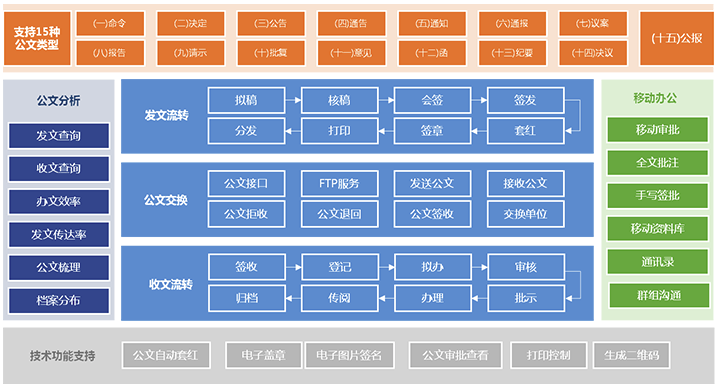 支持15种
公文类型
(一)命令
(二)决定
(三)公告
(四)通告
(五)通知
(六)通报
(七)议案
(八)报告
(九)请示
(十)批复
(十一)意见
(十二)函
(十三)纪要
(十四)决议
(十五)公报
公文分析
发文查询
收文查询
办文效率
发文传达率
公文梳理
档案分布
发文流转
拟稿
核稿
会签
签发
分发
打印
签章
套红
公文交换
公文接口
FTP服务
发送公文
接收公文
公文拒收
公文退回
公文签收
交换单位
收文流转
签收
登记
拟办
审核
归档
传阅
办理
批示
移动办公
移动审批
全文批注
手写签批
移动资料库
通讯录
群组沟通
技术功能支持
公文自动套红
电子盖章
电子图片签名
公文审批查看
打印控制
生成二维码